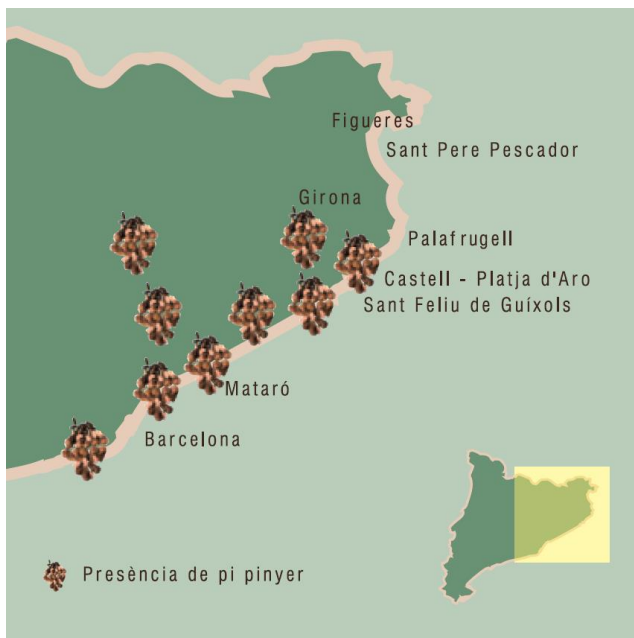 Figueres
Sant Pere Pescador
Girona
Palafrugell
Castell - Platja d'Aro
Sant Feliu de Guíxols
Mataró
Barcelona
Presència de pi pinyer